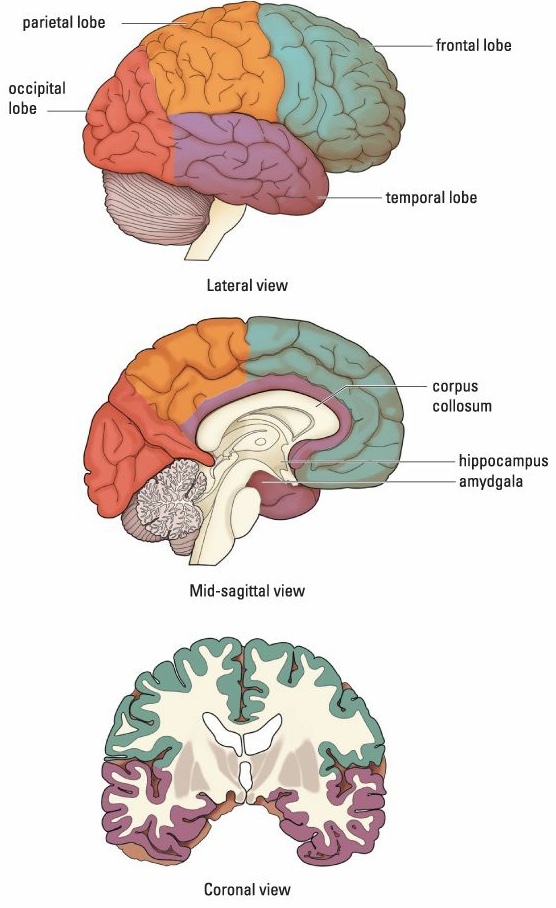 parietal lobe
frontal lobe
occipital
lobe
temporal lobe
Lateral view
corpus
collosum
hippocampus
amydgala
Mid-sagittal view
Coronal view